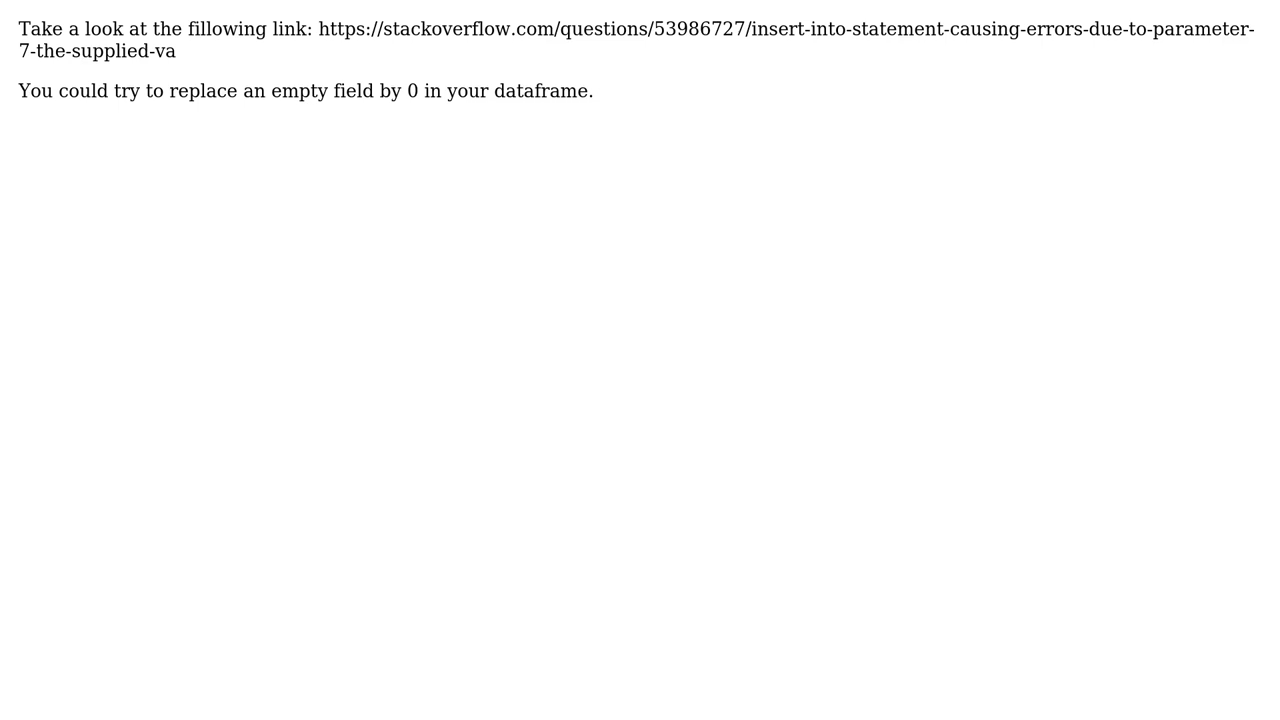 Take a look at the fillowing link: https://stackoverflow.com/questions/53986727/insert-into-statement-causing-errors-due-to-parameter-
7-the-supplied-va
You could try to replace an empty field by 0 in your dataframe.